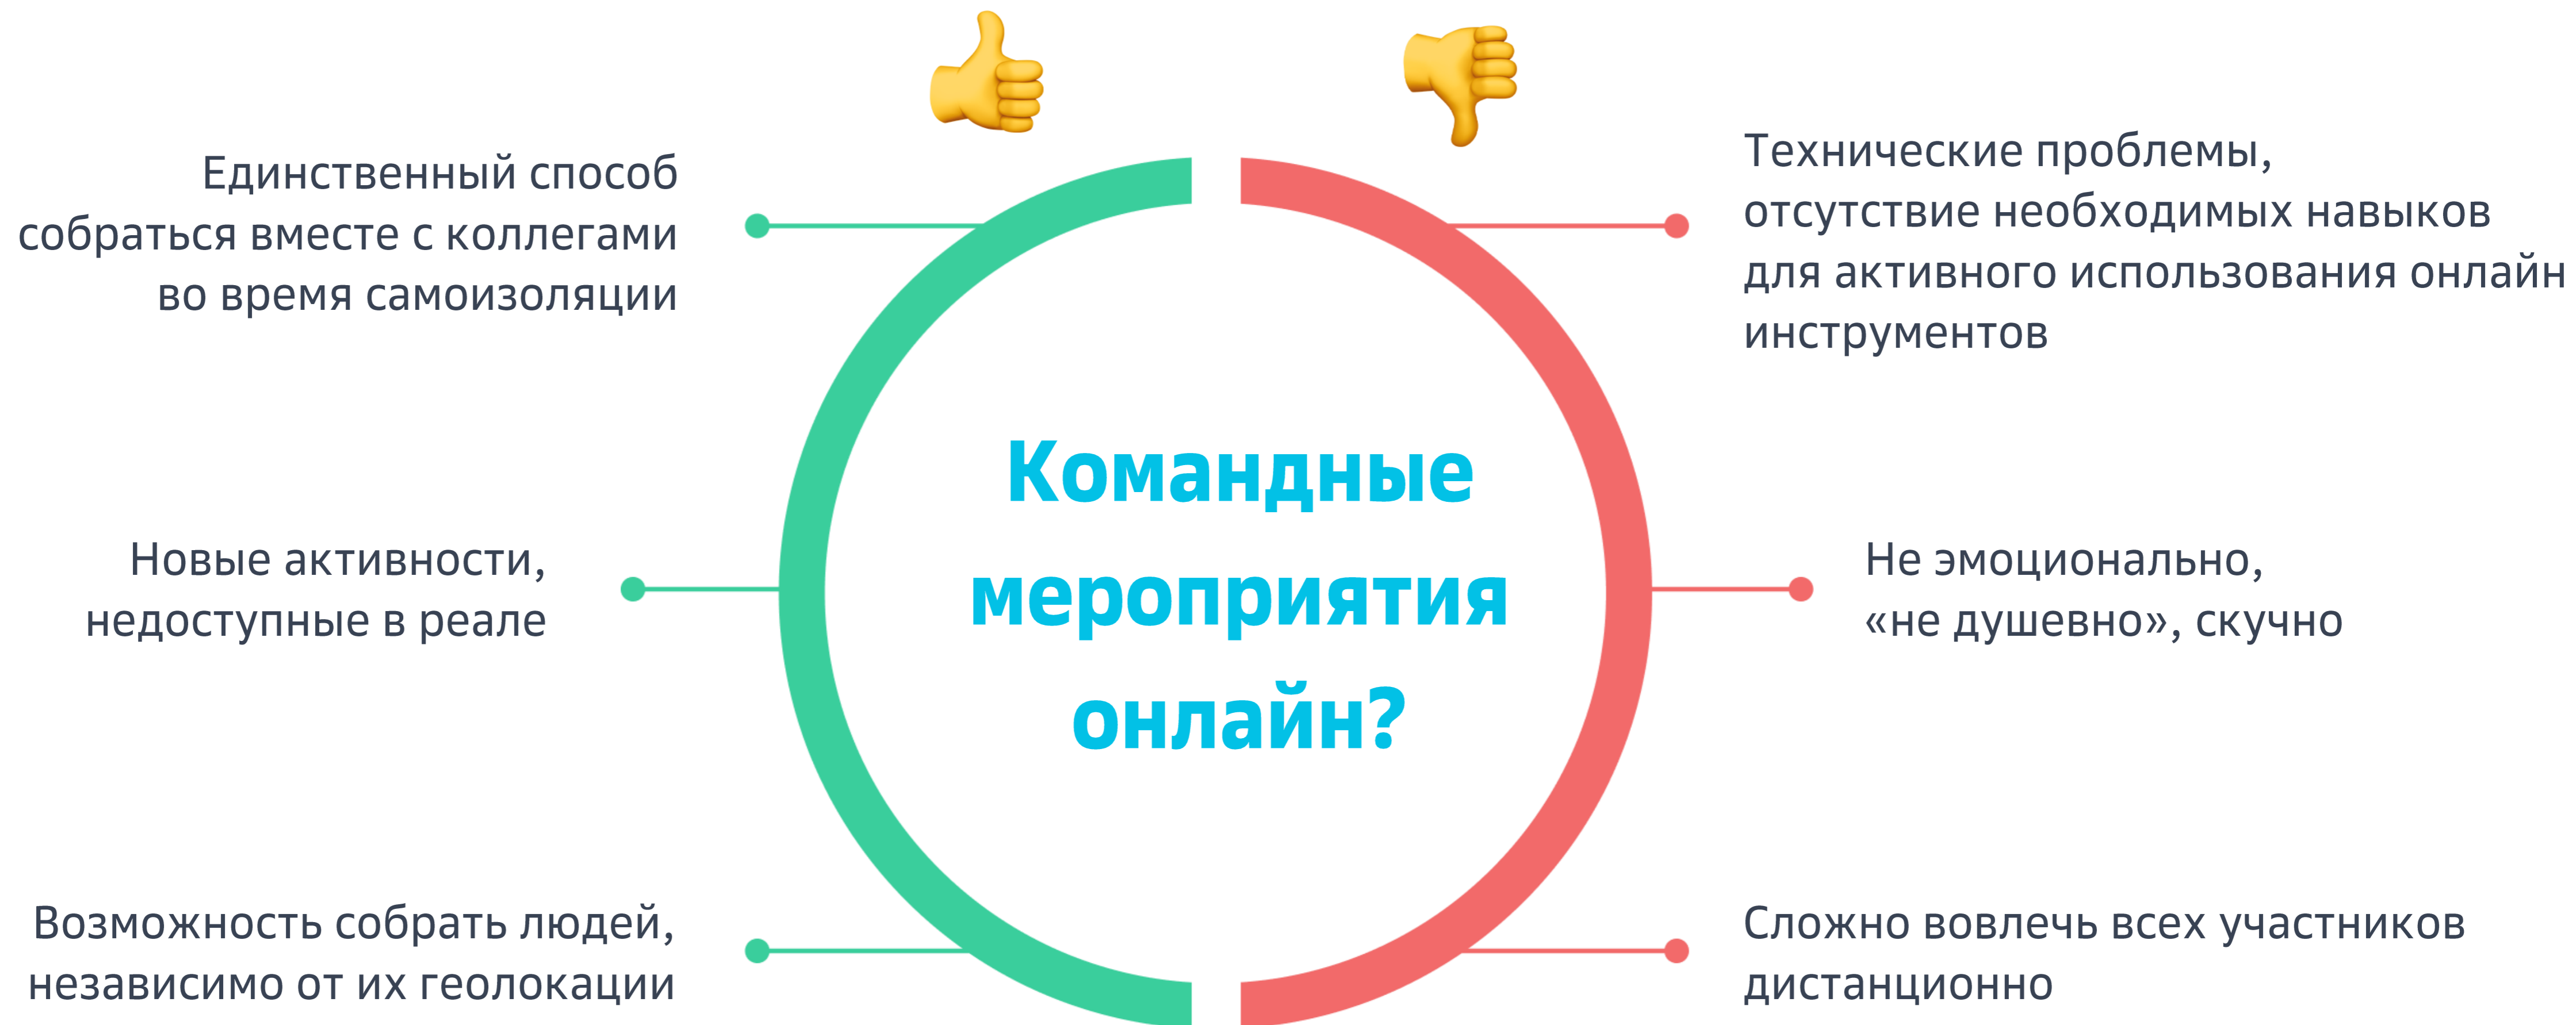 Единственный способ
собраться вместе с коллегами
во время самоизоляции
Новые активности,
недоступные в реале
Возможность собрать людей,
независимо от их геолокации
Командные
мероприятия
онлайн?
Технические проблемы,
отсутствие необходимых навыков
для активного использования онлайн
инструментов
Не эмоционально,
«не душевно», скучно
Сложно вовлечь всех участников
дистанционно